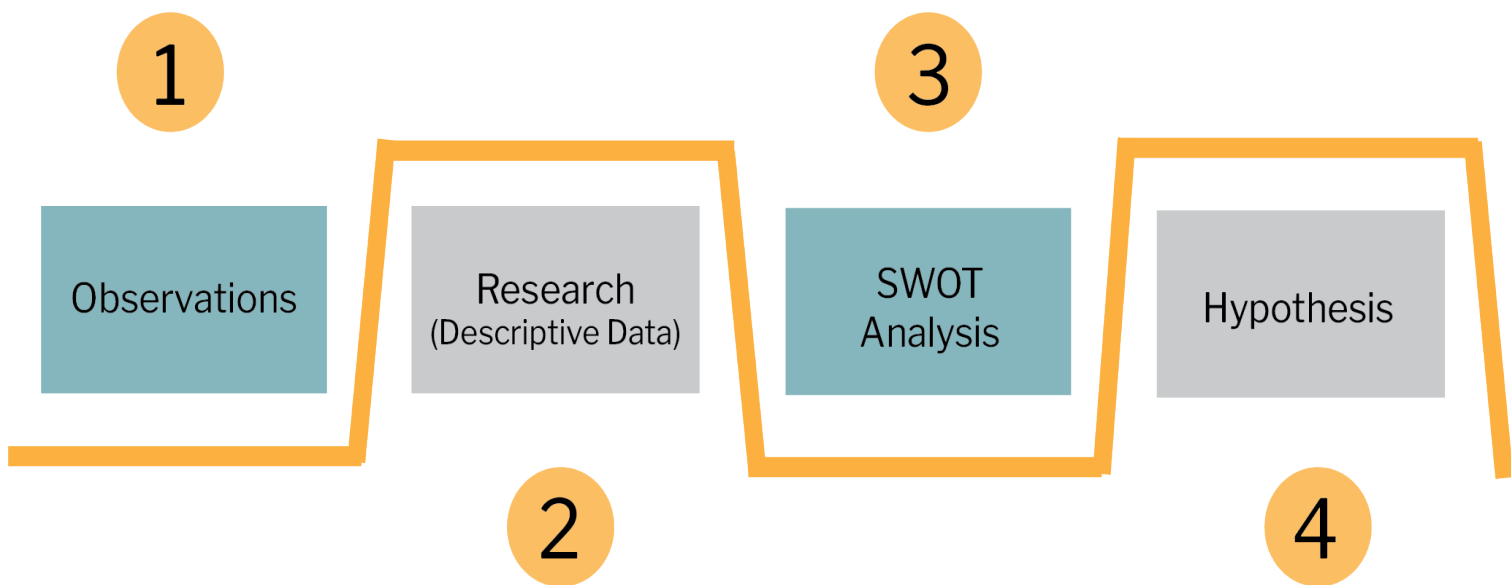 1
Observations
2
Research
(Descriptive Data)
3
SWOT
Analysis
4
Hypothesis